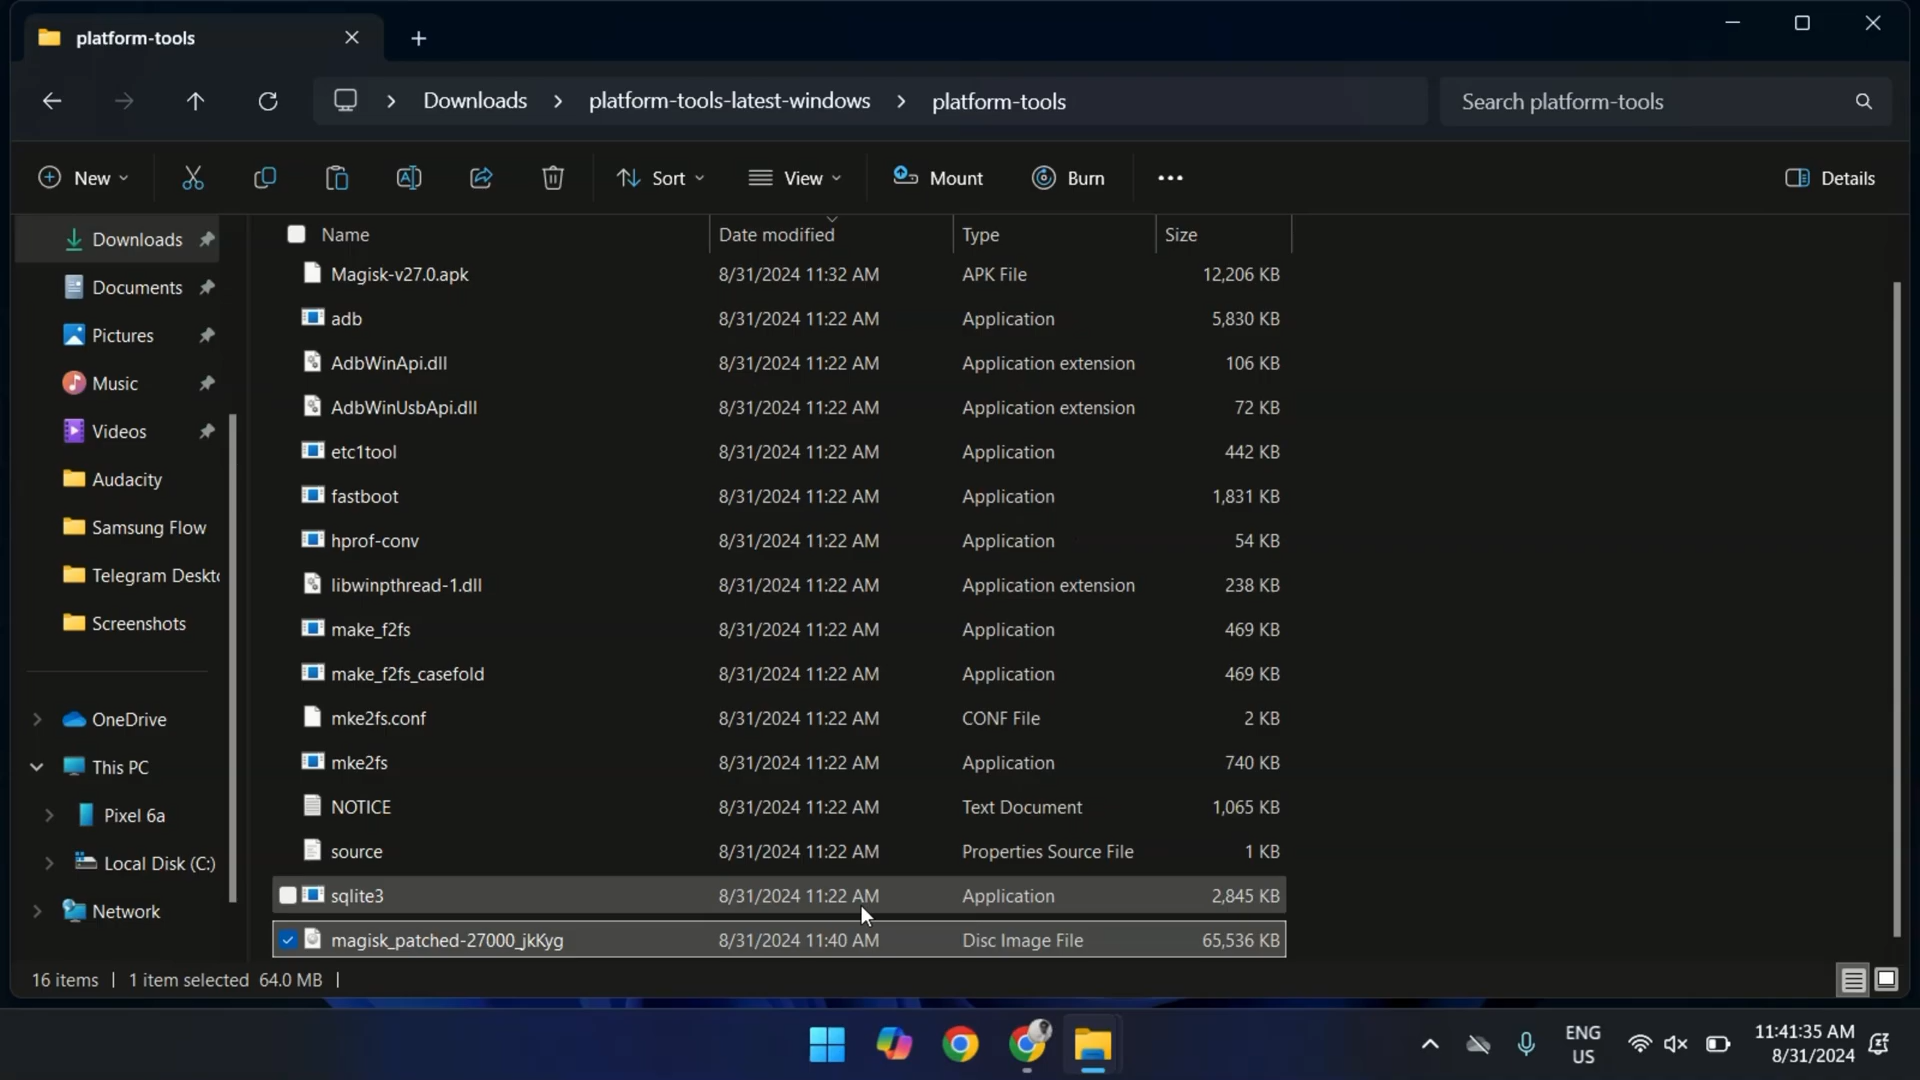 platform-tools
Downloads platform-tools-latest-windows platform-tools Search platform-tools
New Sort View Mount Burn Details
Downloads
Documents
Pictures
Music
Videos
Audacity
Samsung Flow
Telegram Deskto
Screenshots
OneDrive
This PC
Pixel 6a
Local Disk (C:)
Network
Name Date modified Type Size
Magisk-v27.0.apk 8/31/2024 11:32 AM APK File 12,206 KB
adb 8/31/2024 11:22 AM Application 5,830 KB
AdbWinApi.dll 8/31/2024 11:22 AM Application extension 106 KB
AdbWinUsbApi.dll 8/31/2024 11:22 AM Application extension 72 KB
etc1tool 8/31/2024 11:22 AM Application 442 KB
fastboot 8/31/2024 11:22 AM Application 1,831 KB
hprof-conv 8/31/2024 11:22 AM Application 54 KB
libwinpthread-1.dll 8/31/2024 11:22 AM Application extension 238 KB
make_f2fs 8/31/2024 11:22 AM Application 469 KB
make_f2fs_casefold 8/31/2024 11:22 AM Application 469 KB
mke2fs.conf 8/31/2024 11:22 AM CONF File 2 KB
mke2fs 8/31/2024 11:22 AM Application 740 KB
NOTICE 8/31/2024 11:22 AM Text Document 1,065 KB
source 8/31/2024 11:22 AM Properties Source File 1 KB
sqlite3 8/31/2024 11:22 AM Application 2,845 KB
magisk_patched-27000_jkKyg 8/31/2024 11:40 AM Disc Image File 65,536 KB
16 items 1 item selected 64.0 MB
ENG
US
11:41:35 AM
8/31/2024